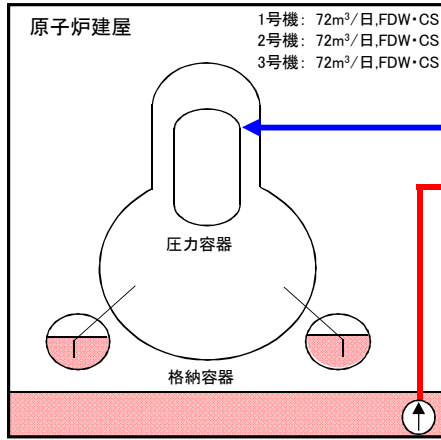 原子炉建屋
1号機: 72m³/日,FDW・CS
2号機: 72m³/日,FDW・CS
3号機: 72m³/日,FDW・CS
圧力容器
格納容器